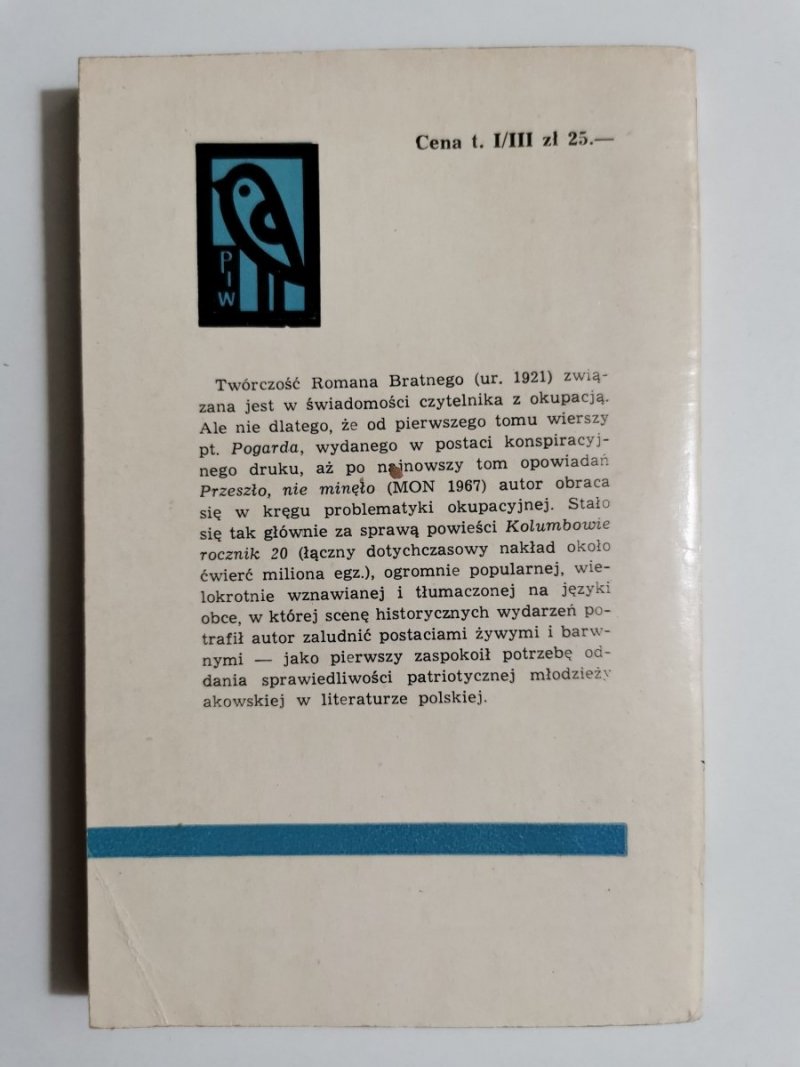 Cena t. I/III zł 25.—
PIW
Twórczość Romana Bratnego (ur. 1921) zwią-
zana jest w świadomości czytelnika z okupacją.
Ale nie dlatego, że od pierwszego tomu wierszy
pt. Pogarda, wydanego w postaci konspiracyj-
nego druku, aż po najnowszy tom opowiadań
Przeszło, nie minęło (MON 1967) autor obraca
się w kręgu problematyki okupacyjnej. Stało
się tak głównie za sprawą powieści Kolumbowie
rocznik 20 (łączny dotychczasowy nakład około
ćwierć miliona egz.), ogromnie popularnej, wie-
lokrotnie wznawianej i tłumaczonej na języki
obce, w której scenę historycznych wydarzeń po-
trafił autor zaludnić postaciami żywymi i barw-
nymi — jako pierwszy zaspokoił potrzebę od-
dania sprawiedliwości patriotycznej młodzieży
akowskiej w literaturze polskiej.